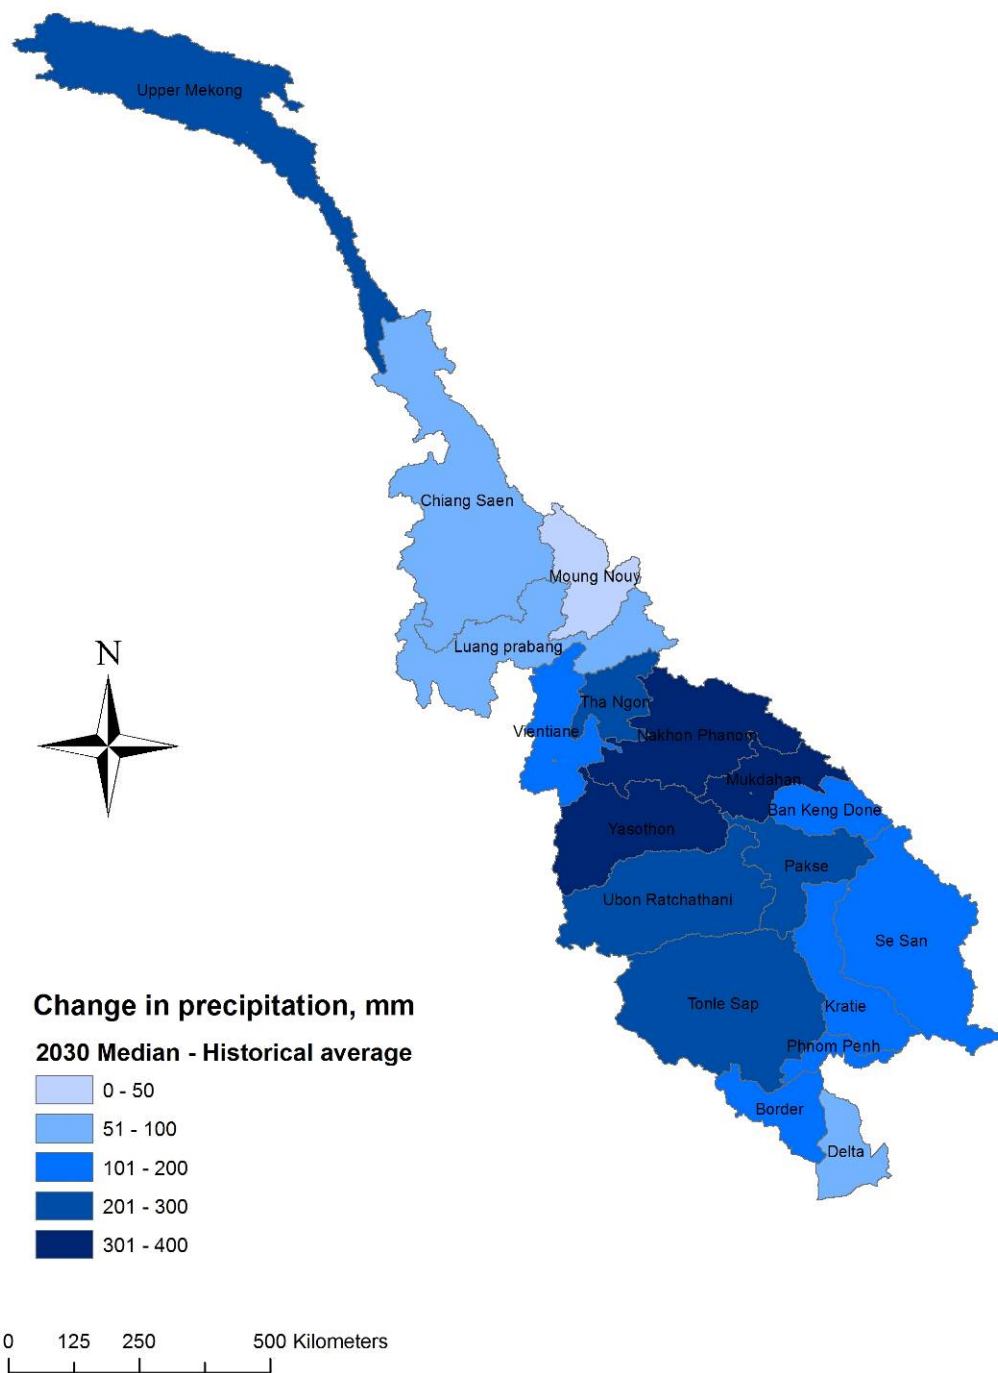 Upper Mekong
Chiang Saen
Moung Nouy
Luang prabang
N
Tha Ngon
Vientiane
Nakhon Phanom
Mukdahan
Ban Keng Done
Yasothon
Pakse
Ubon Ratchathani
Se San
Tonle Sap
Kratie
Phnom Penh
Border
Delta
Change in precipitation, mm
2030 Median - Historical average
0 - 50
51 - 100
101 - 200
201 - 300
301 - 400
0 125 250 500 Kilometers